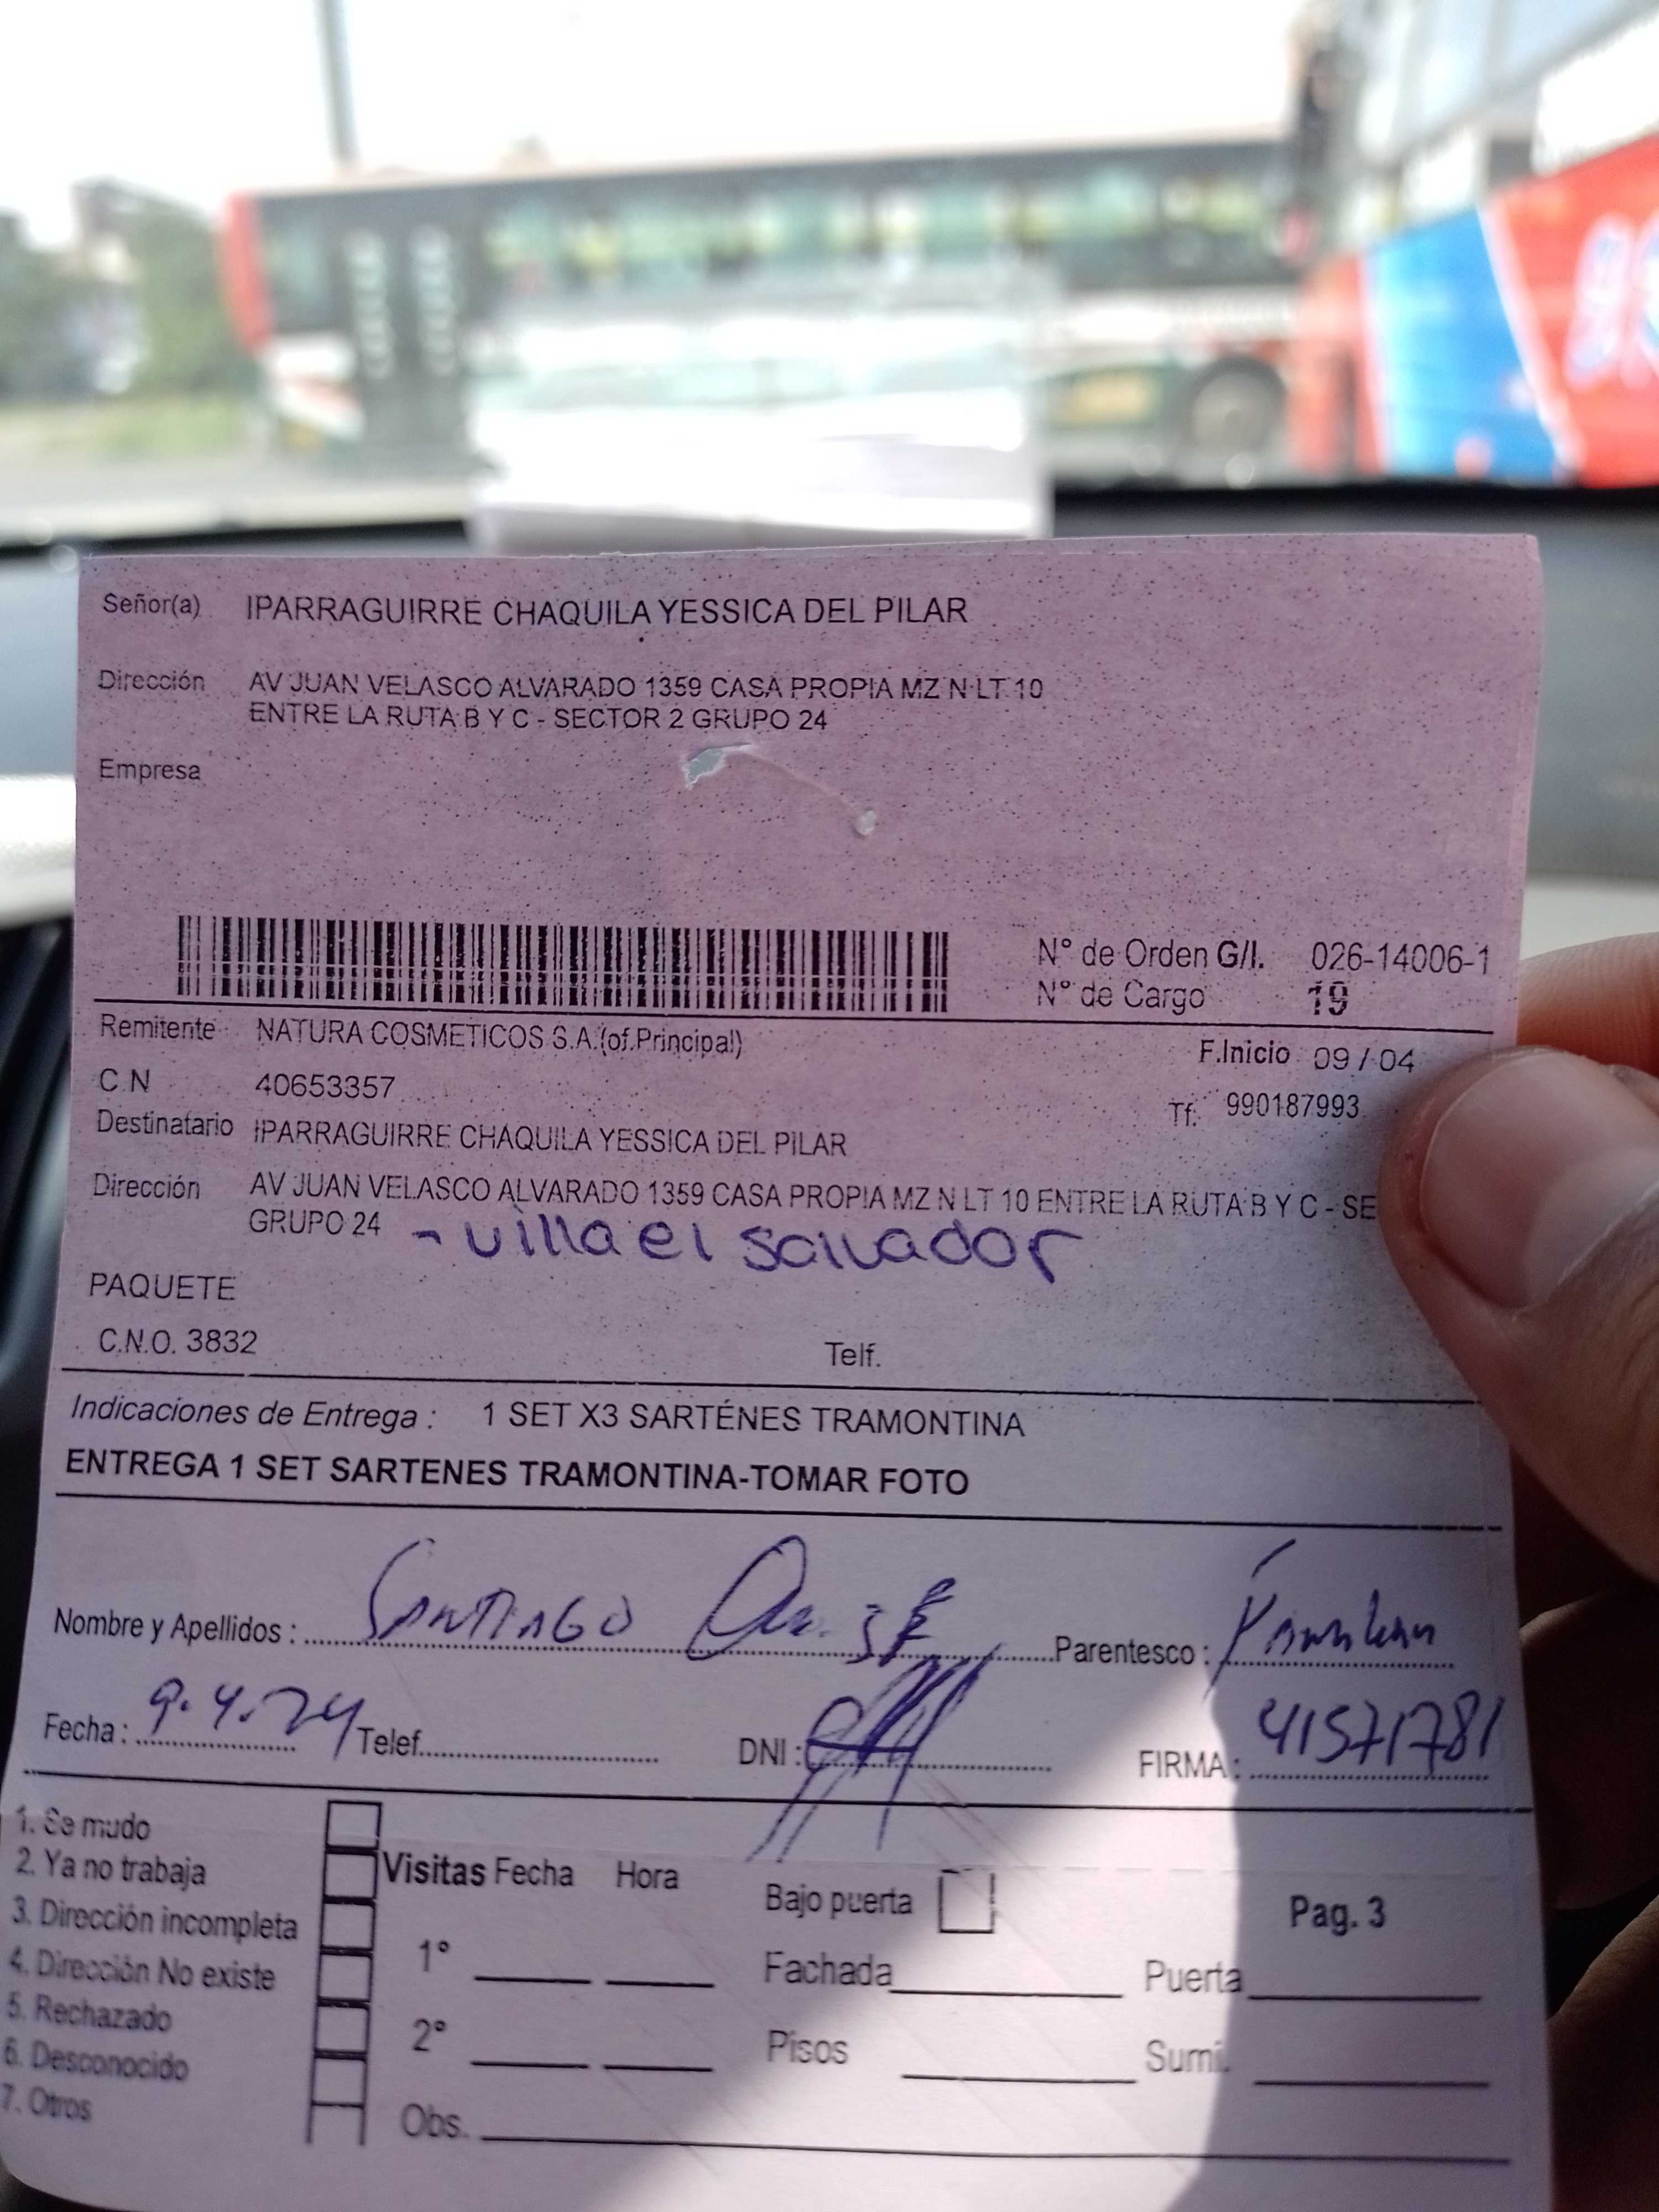 Señor(a) IPARRAGUIRRE CHAQUILA YESSICA DEL PILAR
Dirección AV JUAN VELASCO ALVARADO 1359 CASA PROPIA MZ N LT 10
ENTRE LA RUTA B Y C - SECTOR 2 GRUPO 24
Empresa
N° de Orden G/I. 026-14006-1
N° de Cargo 19
Remitente NATURA COSMETICOS S.A.(of.Principal)
F.Inicio 09 / 04
C.N 40653357
Tf. 990187993
Destinatario IPARRAGUIRRE CHAQUILA YESSICA DEL PILAR
Dirección AV JUAN VELASCO ALVARADO 1359 CASA PROPIA MZ N LT 10 ENTRE LA RUTA B Y C - SE
GRUPO 24 - villa el salvador
PAQUETE
C.N.O. 3832 Telf.
Indicaciones de Entrega : 1 SET X3 SARTÉNES TRAMONTINA
ENTREGA 1 SET SARTENES TRAMONTINA-TOMAR FOTO
Nombre y Apellidos : SANTIAGO Parentesco :
Fecha : 9.4.24 Telef. DNI : FIRMA : 41571781
1. Se mudo
2. Ya no trabaja
3. Dirección incompleta
4. Dirección No existe
5. Rechazado
6. Desconocido
7. Otros
Visitas Fecha Hora
1°
2°
Obs.
Bajo puerta
Pag. 3
Fachada Puerta
Pisos Sumi.